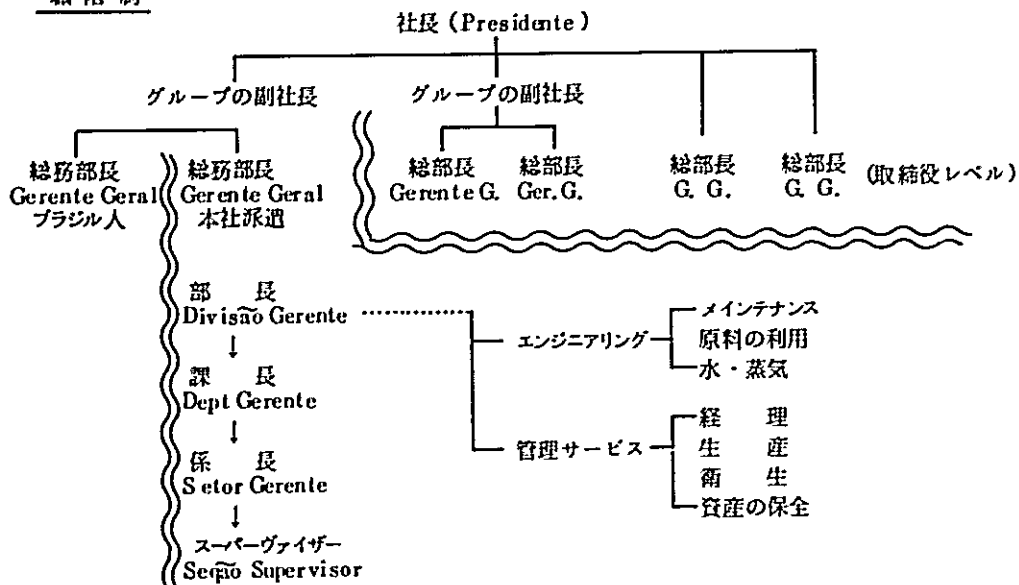 社長 (Presidente)
グループの副社長 グループの副社長
総務部長 総務部長 総部長 総部長 総部長 総部長 (取締役レベル)
Gerente Geral Gerente Geral Gerente G. Ger.G. G. G. G. G.
ブラジル人 本社派遣
部 長
Divisão Gerente
課 長
Dept Gerente
係 長
Setor Gerente
スーパーヴァイザー
Seção Supervisor
エンジニアリング
メインテナンス
原料の利用
水・蒸気
管理サービス
経 理
生 産
衛 生
資産の保全